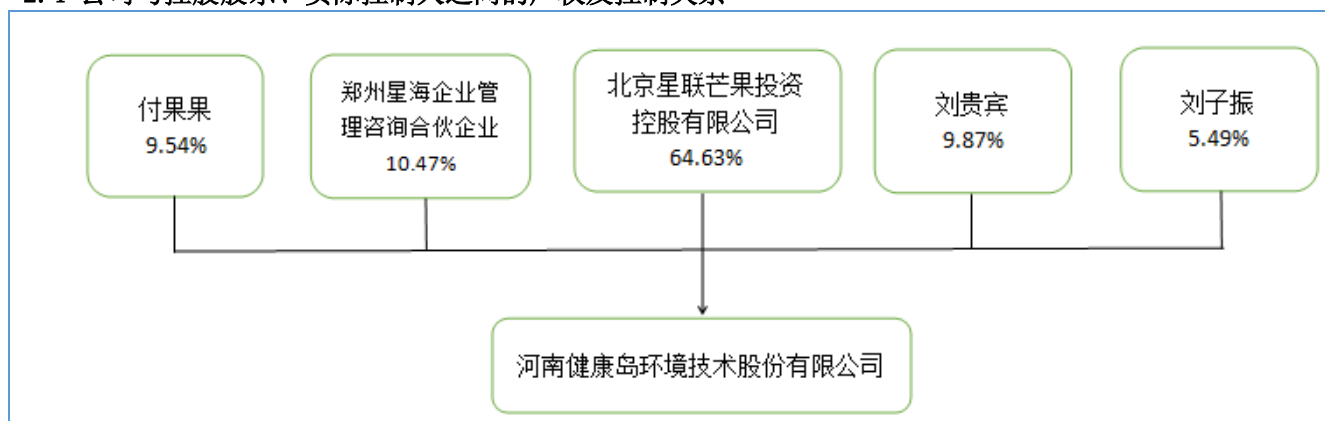 付果果
9.54%
郑州星海企业管
理咨询合伙企业
10.47%
北京星联芒果投资
控股有限公司
64.63%
刘贵宾
9.87%
刘子振
5.49%
河南健康岛环境技术股份有限公司